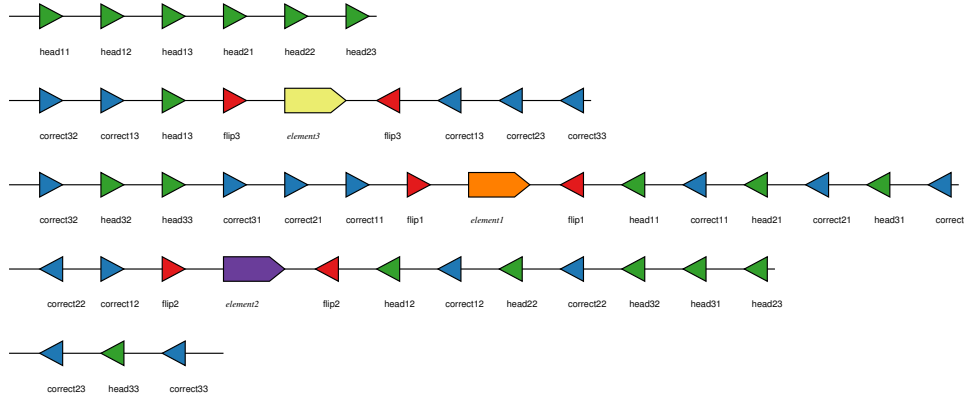 head11 head12 head13 head21 head22 head23
correct32 correct13 head13 flip3 element3 flip3 correct13 correct23 correct33
correct32 head32 head33 correct31 correct21 correct11 flip1 element1 flip1 head11 correct11 head21 correct21 head31 correct
correct22 correct12 flip2 element2 flip2 head12 correct12 head22 correct22 head32 head31 head23
correct23 head33 correct33